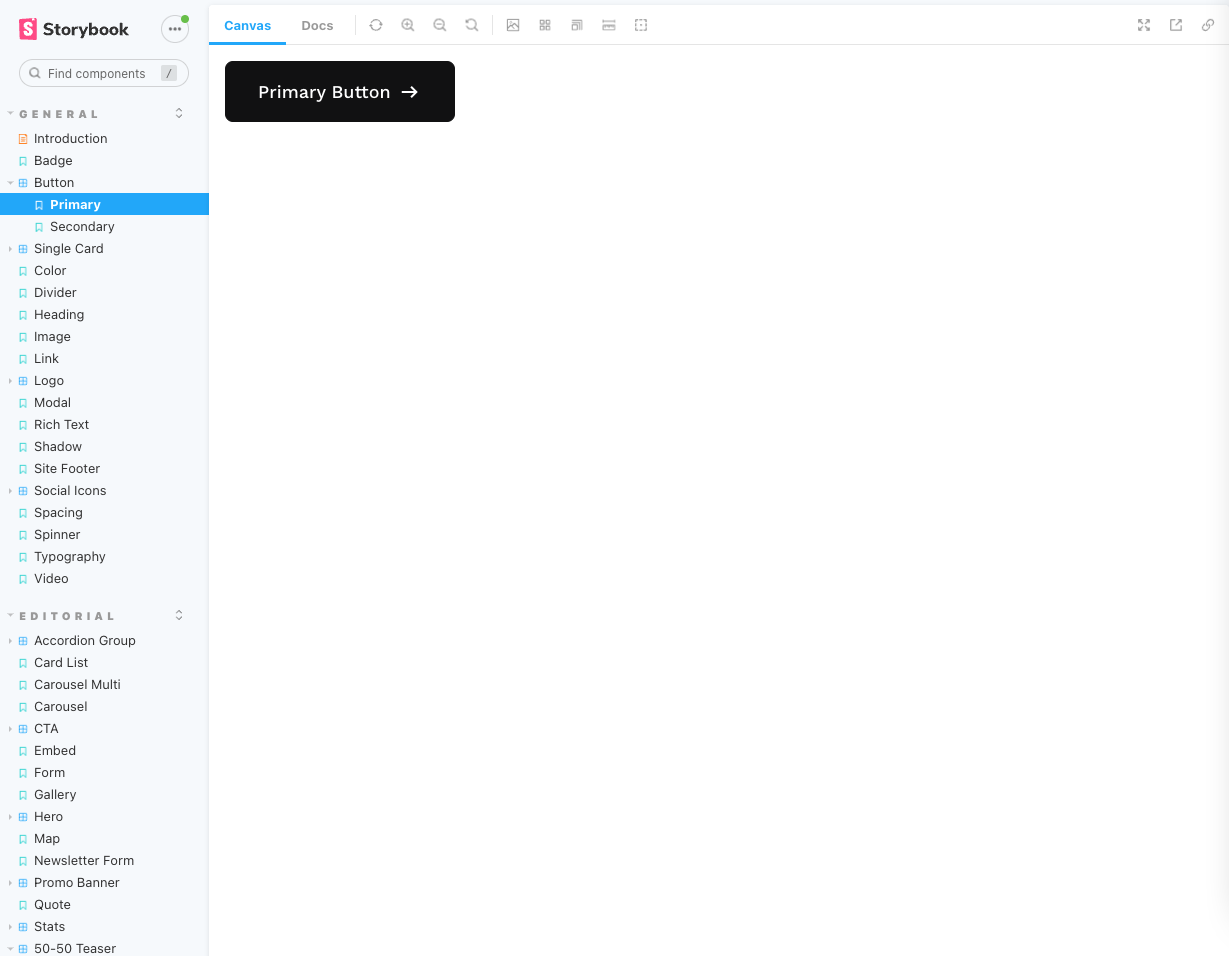 Storybook
Find components /
GENERAL
Introduction
Badge
Button
Primary
Secondary
Single Card
Color
Divider
Heading
Image
Link
Logo
Modal
Rich Text
Shadow
Site Footer
Social Icons
Spacing
Spinner
Typography
Video
EDITORIAL
Accordion Group
Card List
Carousel Multi
Carousel
CTA
Embed
Form
Gallery
Hero
Map
Newsletter Form
Promo Banner
Quote
Stats
50-50 Teaser
Canvas Docs
Primary Button →